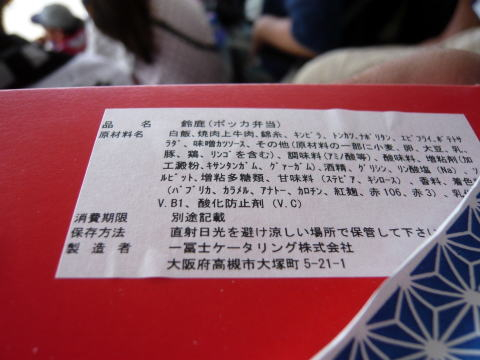 品名 鈴鹿(ポッカ弁当)
原材料名 白飯、焼肉上牛肉、錦糸、キンピラ、トンカツ、ナポリタン、エビフライ、ポテトサ
ラダ、味噌カツソース、その他(原材料の一部に小麦、卵、大豆、乳、
豚、鶏、リンゴを含む)、調味料(アミノ酸等)、酸味料、増粘剤(加
工澱粉、キサンタンガム、グァーガム)、酒精、グリシン、リン酸塩(Na)、ソ
ルビット、増粘多糖類、甘味料(ステビア、キシロース)、香料、着色
(パプリカ、カラメル、アナトー、カロチン、紅麹、赤106、赤3)、乳
V.B1、酸化防止剤(V.C)
消費期限 別途記載
保存方法 直射日光を避け涼しい場所で保管して下さい
製造者 一冨士ケータリング株式会社
大阪府高槻市大塚町5-21-1